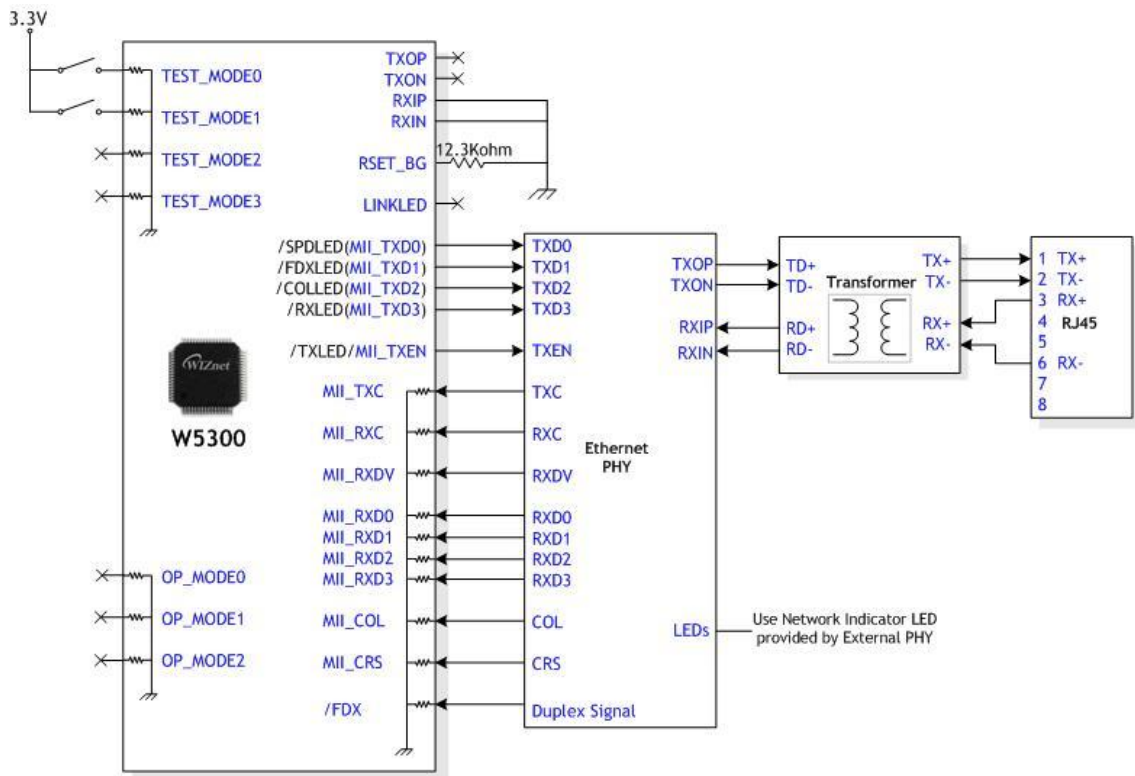 3.3V
TEST_MODE0
TEST_MODE1
TEST_MODE2
TEST_MODE3
TXOP
TXON
RXIP
RXIN
12.3Kohm
RSET_BG
LINKLED
/SPDLED(MII_TXD0)
/FDXLED(MII_TXD1)
/COLLED(MII_TXD2)
/RXLED(MII_TXD3)
/TXLED/MII_TXEN
WIZnet
W5300
MII_TXC
MII_RXC
MII_RXDV
MII_RXD0
MII_RXD1
MII_RXD2
MII_RXD3
MII_COL
MII_CRS
/FDX
OP_MODE0
OP_MODE1
OP_MODE2
TXD0
TXD1
TXD2
TXD3
TXEN
TXC
RXC
RXDV
RXD0
RXD1
RXD2
RXD3
COL
CRS
Duplex Signal
Ethernet
PHY
TXOP
TXON
RXIP
RXIN
LEDs
Use Network Indicator LED
provided by External PHY
TD+
TD-
RD+
RD-
Transformer
TX+
TX-
RX+
RX-
1 TX+
2 TX-
3 RX+
4
5
6 RX-
7
8
RJ45